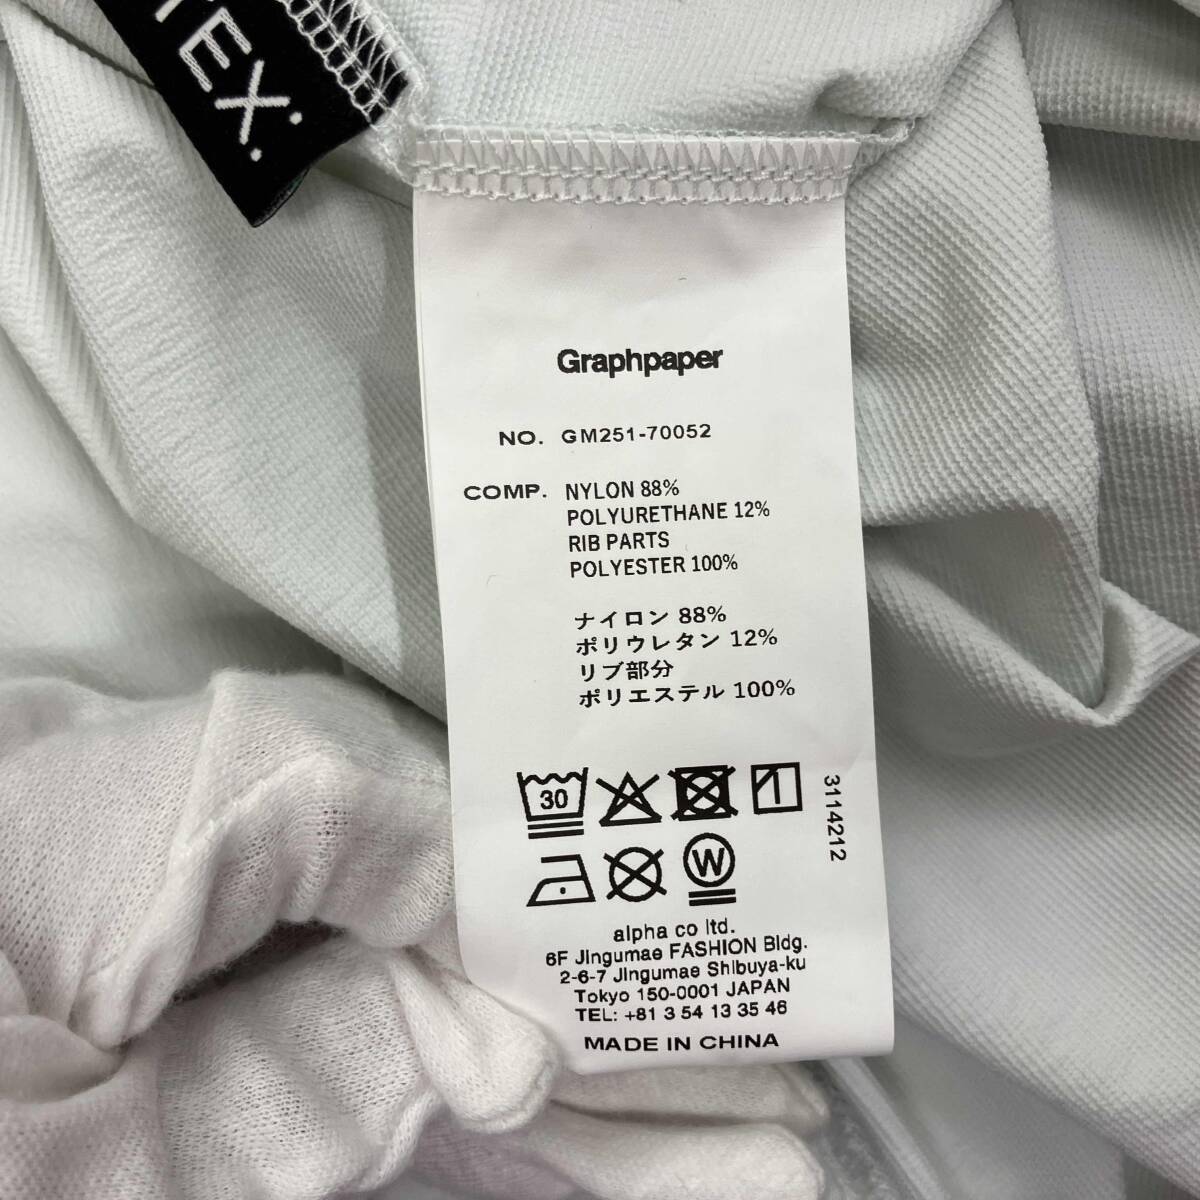 TEX.
Graphpaper
NO. GM251-70052
COMP. NYLON 88%
POLYURETHANE 12%
RIB PARTS
POLYESTER 100%
ナイロン 88%
ポリウレタン 12%
リブ部分
ポリエステル 100%
30
1
3114212
W
alpha co ltd.
6F Jingumae FASHION Bldg.
2-6-7 Jingumae Shibuya-ku
Tokyo 150-0001 JAPAN
TEL: +81 3 54 13 35 46
MADE IN CHINA